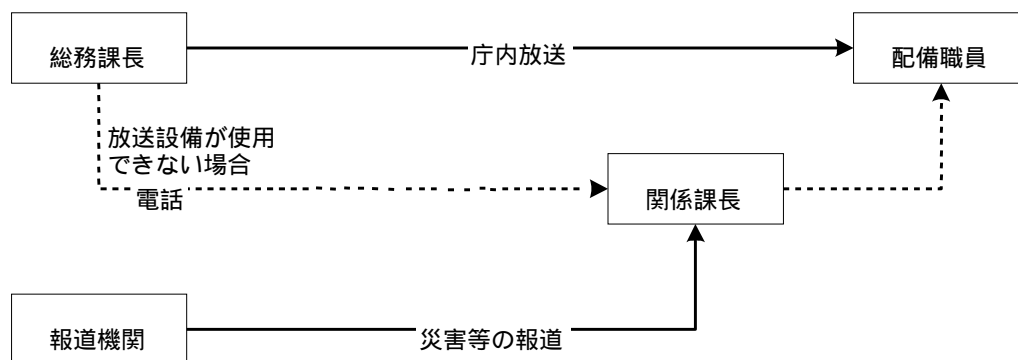 総務課長
庁内放送
配備職員
放送設備が使用
できない場合
電話
関係課長
報道機関
災害等の報道